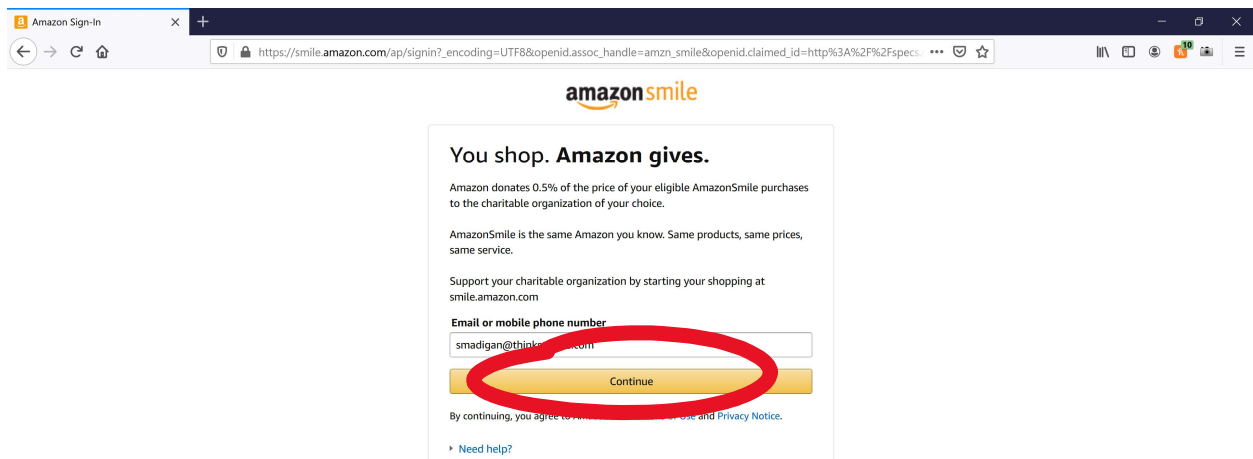 Amazon Sign-In
https://smile.amazon.com/ap/signin?_encoding=UTF8&openid.assoc_handle=amzn_smile&openid.claimed_id=http%3A%2F%2Fspecs.
10
amazonsmile
You shop. Amazon gives.
Amazon donates 0.5% of the price of your eligible AmazonSmile purchases
to the charitable organization of your choice.
AmazonSmile is the same Amazon you know. Same products, same prices,
same service.
Support your charitable organization by starting your shopping at
smile.amazon.com
Email or mobile phone number
.com
Continue
By continuing, you agree to Use and Privacy Notice.
Need help?